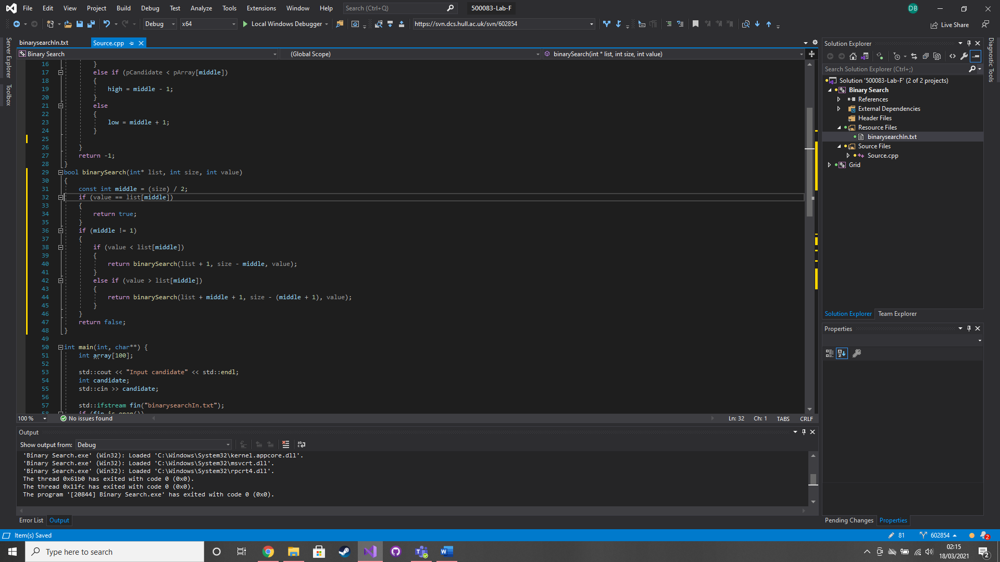 File Edit View Project Build Debug Test Analyze Tools Extensions Window Help Search (Ctrl+Q) 500083-Lab-F DB
Debug x64 Local Windows Debugger https://svn.dcs.hull.ac.uk/svn/602854 Live Share
Server Explorer
Toolbox
binarysearchIn.txt Source.cpp
Binary Search (Global Scope) binarySearch(int * list, int size, int value)
16 }
17 else if (pCandidate < pArray[middle])
18 {
19 high = middle - 1;
20 }
21 else
22 {
23 low = middle + 1;
24 }
25
26 }
27 return -1;
28 }
29 bool binarySearch(int* list, int size, int value)
30 {
31 const int middle = (size) / 2;
32 if (value == list[middle])
33 {
34 return true;
35 }
36 if (middle != 1)
37 {
38 if (value < list[middle])
39 {
40 return binarySearch(list + 1, size - middle, value);
41 }
42 else if (value > list[middle])
43 {
44 return binarySearch(list + middle + 1, size - (middle + 1), value);
45 }
46 }
47 return false;
48 }
49
50 int main(int, char**) {
51 int array[100];
52
53 std::cout << "Input candidate" << std::endl;
54 int candidate;
55 std::cin >> candidate;
56
57 std::ifstream fin("binarysearchIn.txt");
58 if (fin.is_open())
100 % No issues found Ln: 32 Ch: 1 TABS CRLF
Output
Show output from: Debug
'Binary Search.exe' (Win32): Loaded 'C:\Windows\System32\kernel.appcore.dll'.
'Binary Search.exe' (Win32): Loaded 'C:\Windows\System32\msvcrt.dll'.
'Binary Search.exe' (Win32): Loaded 'C:\Windows\System32\rpcrt4.dll'.
The thread 0x61b0 has exited with code 0 (0x0).
The thread 0x11fc has exited with code 0 (0x0).
The program '[20844] Binary Search.exe' has exited with code 0 (0x0).
Error List Output
Solution Explorer
Search Solution Explorer (Ctrl+;)
Solution '500083-Lab-F' (2 of 2 projects)
Binary Search
References
External Dependencies
Header Files
Resource Files
binarysearchIn.txt
Source Files
Source.cpp
Grid
Solution Explorer Team Explorer
Properties
Pending Changes Properties
Diagnostic Tools
Item(s) Saved 81 602854 2
Type here to search
02:15
18/03/2021
2